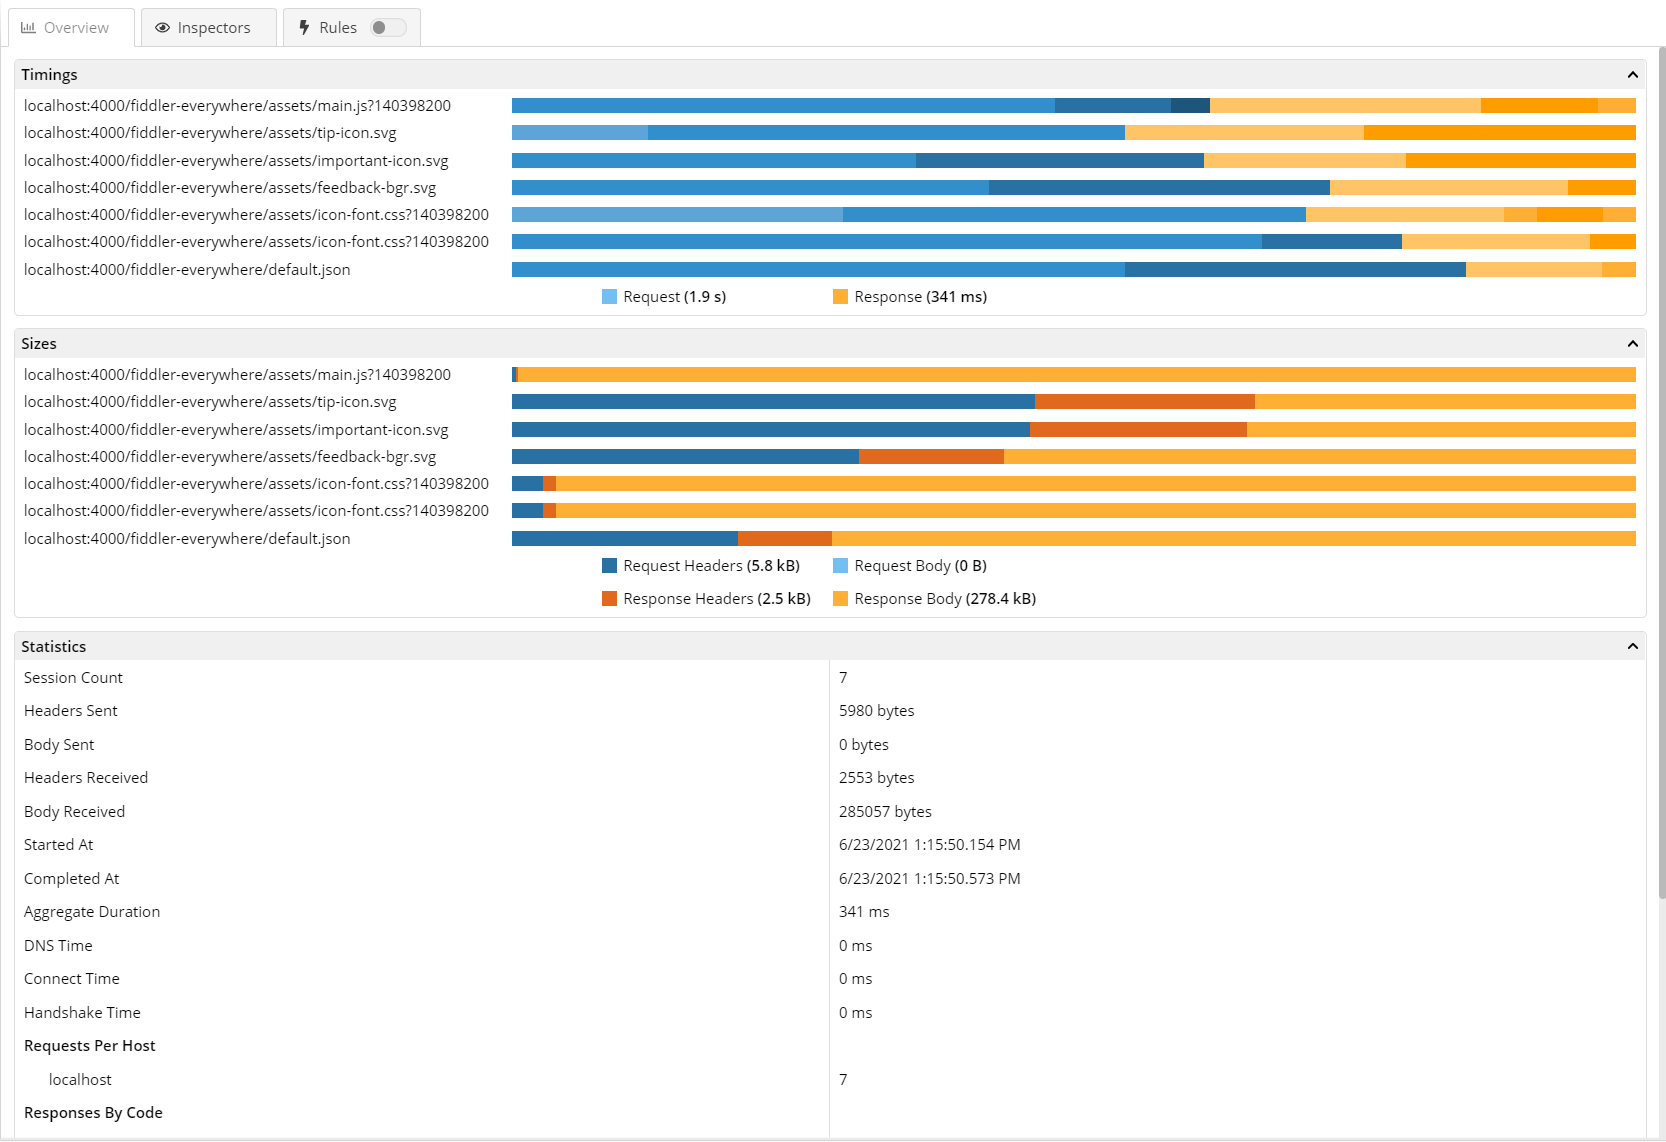 Overview Inspectors Rules
Timings
localhost:4000/fiddler-everywhere/assets/main.js?140398200
localhost:4000/fiddler-everywhere/assets/tip-icon.svg
localhost:4000/fiddler-everywhere/assets/important-icon.svg
localhost:4000/fiddler-everywhere/assets/feedback-bgr.svg
localhost:4000/fiddler-everywhere/assets/icon-font.css?140398200
localhost:4000/fiddler-everywhere/assets/icon-font.css?140398200
localhost:4000/fiddler-everywhere/default.json
Request (1.9 s) Response (341 ms)
Sizes
localhost:4000/fiddler-everywhere/assets/main.js?140398200
localhost:4000/fiddler-everywhere/assets/tip-icon.svg
localhost:4000/fiddler-everywhere/assets/important-icon.svg
localhost:4000/fiddler-everywhere/assets/feedback-bgr.svg
localhost:4000/fiddler-everywhere/assets/icon-font.css?140398200
localhost:4000/fiddler-everywhere/assets/icon-font.css?140398200
localhost:4000/fiddler-everywhere/default.json
Request Headers (5.8 kB) Request Body (0 B)
Response Headers (2.5 kB) Response Body (278.4 kB)
Statistics
Session Count 7
Headers Sent 5980 bytes
Body Sent 0 bytes
Headers Received 2553 bytes
Body Received 285057 bytes
Started At 6/23/2021 1:15:50.154 PM
Completed At 6/23/2021 1:15:50.573 PM
Aggregate Duration 341 ms
DNS Time 0 ms
Connect Time 0 ms
Handshake Time 0 ms
Requests Per Host
localhost 7
Responses By Code